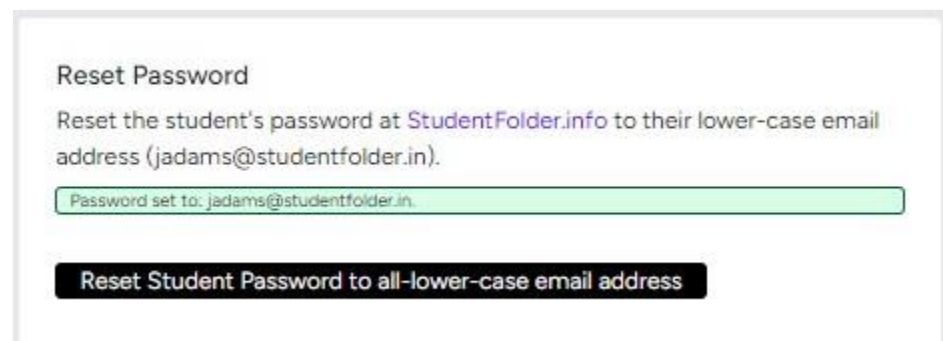 Reset Password
Reset the student's password at StudentFolder.info to their lower-case email
address (jadams@studentfolder.in).
Password set to: jadams@studentfolder.in.
Reset Student Password to all-lower-case email address